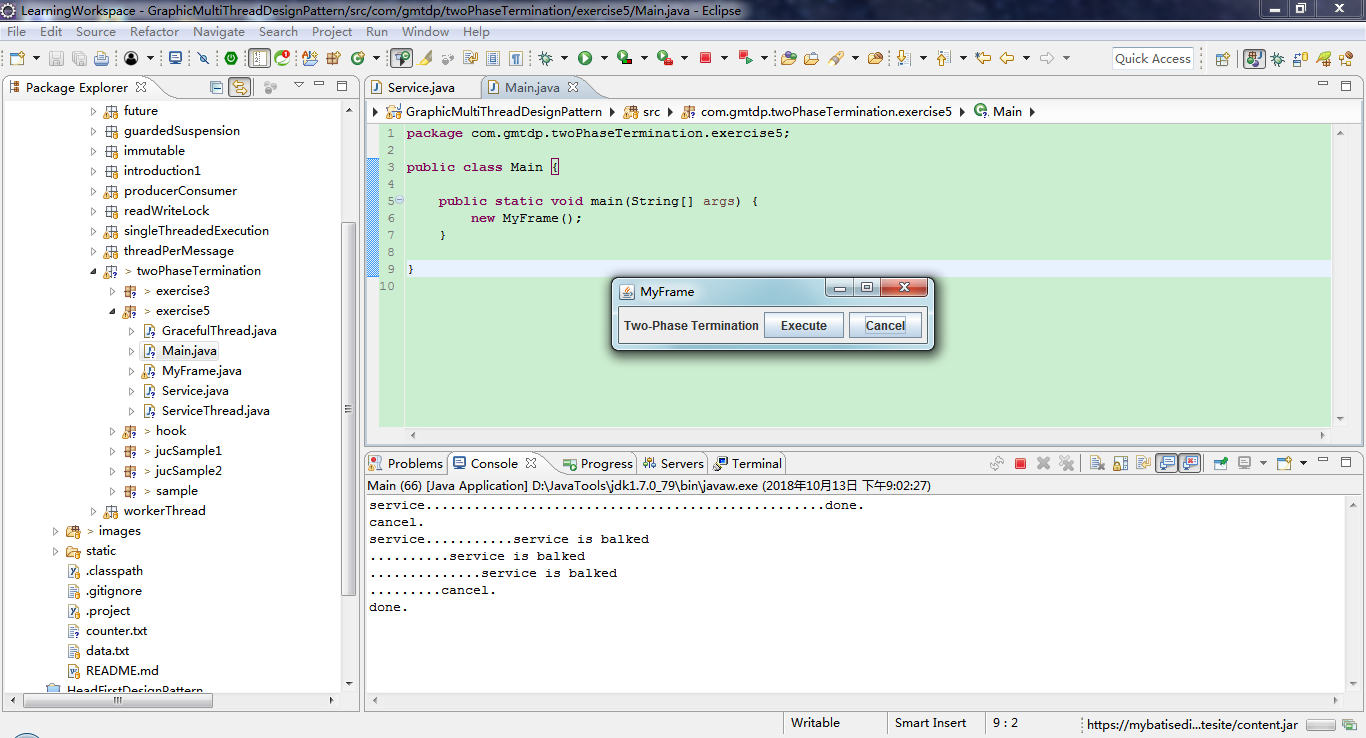 LearningWorkspace - GraphicMultiThreadDesignPattern/src/com/gmtdp/twoPhaseTermination/exercise5/Main.java - Eclipse
File Edit Source Refactor Navigate Search Project Run Window Help
Quick Access
Package Explorer
future
guardedSuspension
immutable
introduction1
producerConsumer
readWriteLock
singleThreadedExecution
threadPerMessage
> twoPhaseTermination
> exercise3
> exercise5
GracefulThread.java
Main.java
MyFrame.java
Service.java
ServiceThread.java
> hook
> jucSample1
> jucSample2
> sample
workerThread
> images
static
.classpath
.gitignore
.project
counter.txt
data.txt
README.md
HeadFirstDesignPattern
Service.java Main.java
GraphicMultiThreadDesignPattern src com.gmtdp.twoPhaseTermination.exercise5 Main
1 package com.gmtdp.twoPhaseTermination.exercise5;
2
3 public class Main {
4
5 public static void main(String[] args) {
6 new MyFrame();
7 }
8
9 }
10
MyFrame
Two-Phase Termination Execute Cancel
Problems Console Progress Servers Terminal
Main (66) [Java Application] D:\JavaTools\jdk1.7.0_79\bin\javaw.exe (2018年10月13日 下午9:02:27)
service..................................................done.
cancel.
service...........service is balked
..........service is balked
..............service is balked
.........cancel.
done.
Writable Smart Insert 9 : 2 https://mybatisedi...tesite/content.jar